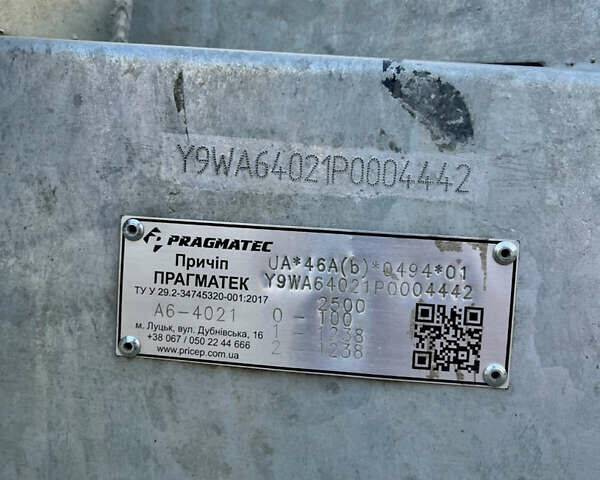 Y9WA64021P0004442
PRAGMATEC
Причіп
ПРАГМАТЕК
ТУ У 29.2-34745320-001:2017
А6-4021
м. Луцьк, вул. Дубнівська, 16
+38 067 / 050 22 44 666
www.pricep.com.ua
UA*46A(b)*0494*01
Y9WA64021P0004442
2500
0 - 100
1 - 1238
2 - 1238